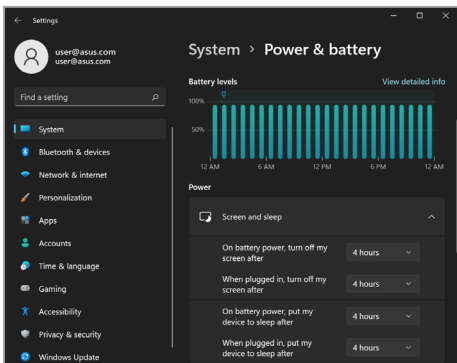 Settings
user@asus.com
user@asus.com
Find a setting
System
Bluetooth & devices
Network & internet
Personalization
Apps
Accounts
Time & language
Gaming
Accessibility
Privacy & security
Windows Update
System > Power & battery
Battery levels
View detailed info
100%
50%
12 AM
6 AM
12 PM
6 PM
12 AM
Power
Screen and sleep
On battery power, turn off my
screen after
4 hours
When plugged in, turn off my
screen after
4 hours
On battery power, put my
device to sleep after
4 hours
When plugged in, put my
device to sleep after
4 hours